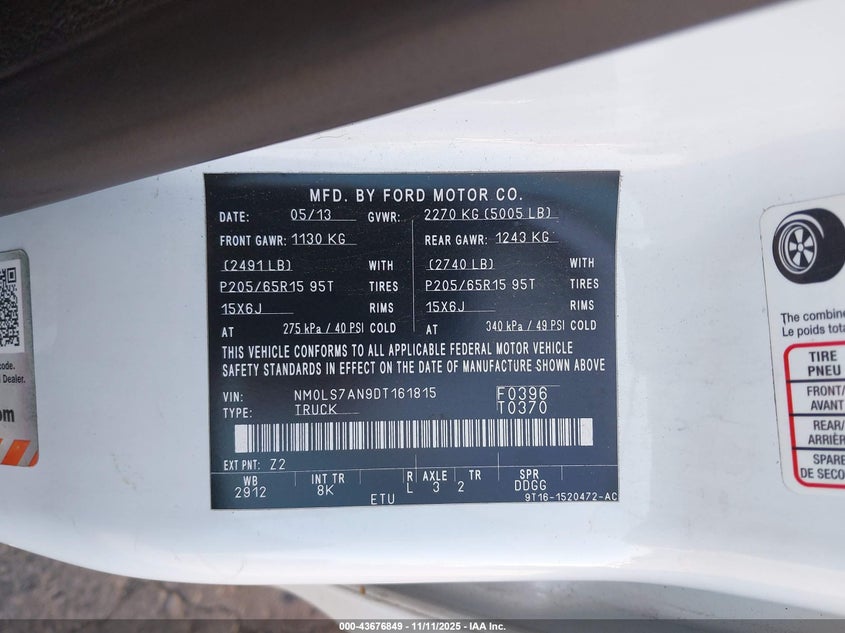 MFD. BY FORD MOTOR CO.
DATE: 05/13 GVWR: 2270 KG (5005 LB)
FRONT GAWR: 1130 KG REAR GAWR: 1243 KG
(2491 LB) WITH (2740 LB) WITH
P205/65R15 95T TIRES P205/65R15 95T TIRES
15X6J RIMS 15X6J RIMS
AT 275 kPa / 40 PSI COLD AT 340 kPa / 49 PSI COLD
THIS VEHICLE CONFORMS TO ALL APPLICABLE FEDERAL MOTOR VEHICLE
SAFETY STANDARDS IN EFFECT ON THE DATE OF MANUFACTURE SHOWN ABOVE
VIN: NM0LS7AN9DT161815 F0396
TYPE: TRUCK T0370
EXT PNT: Z2
WB INT TR R AXLE TR SPR
2912 8K L 3 2 DDGG
ETU 9T16-1520472-AC
code.
Dealer.
om
The combine
Le poids tota
TIRE
PNEU
FRONT/
AVANT
REAR/
ARRIÈR
SPARE
DE SECO
000-43676849 - 11/11/2025 - IAA Inc.